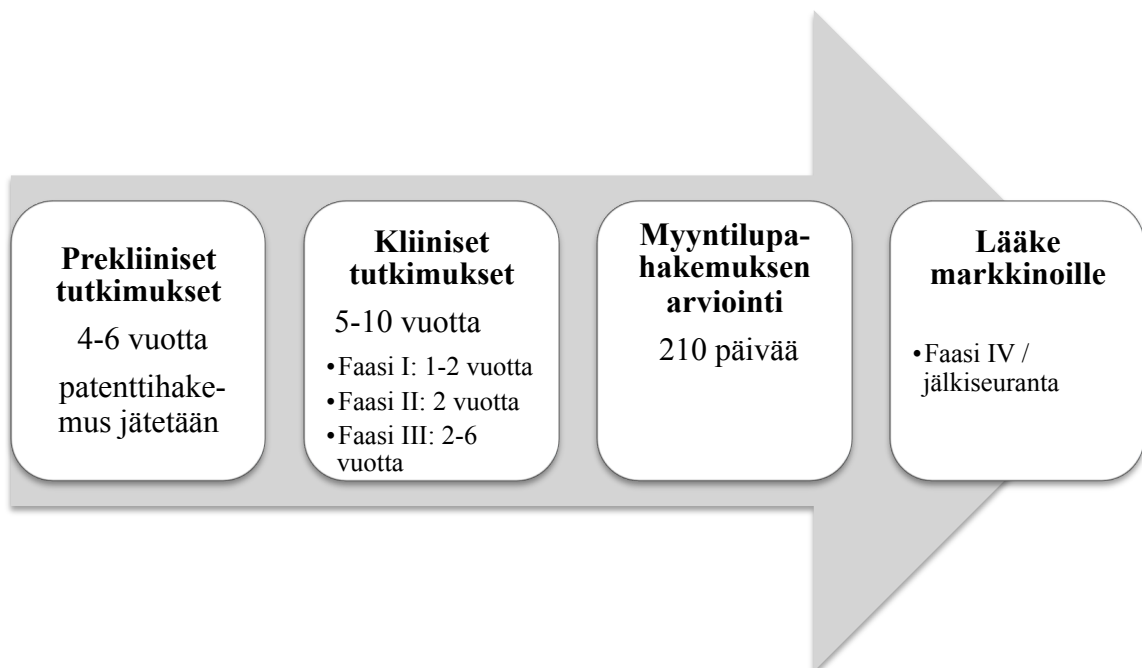 Prekliiniset
tutkimukset
4-6 vuotta
patenttihake-
mus jätetään
Kliiniset
tutkimukset
5-10 vuotta
•Faasi I: 1-2 vuotta
•Faasi II: 2 vuotta
•Faasi III: 2-6
vuotta
Myyntilupa-
hakemuksen
arviointi
210 päivää
Lääke
markkinoille
•Faasi IV /
jälkiseuranta